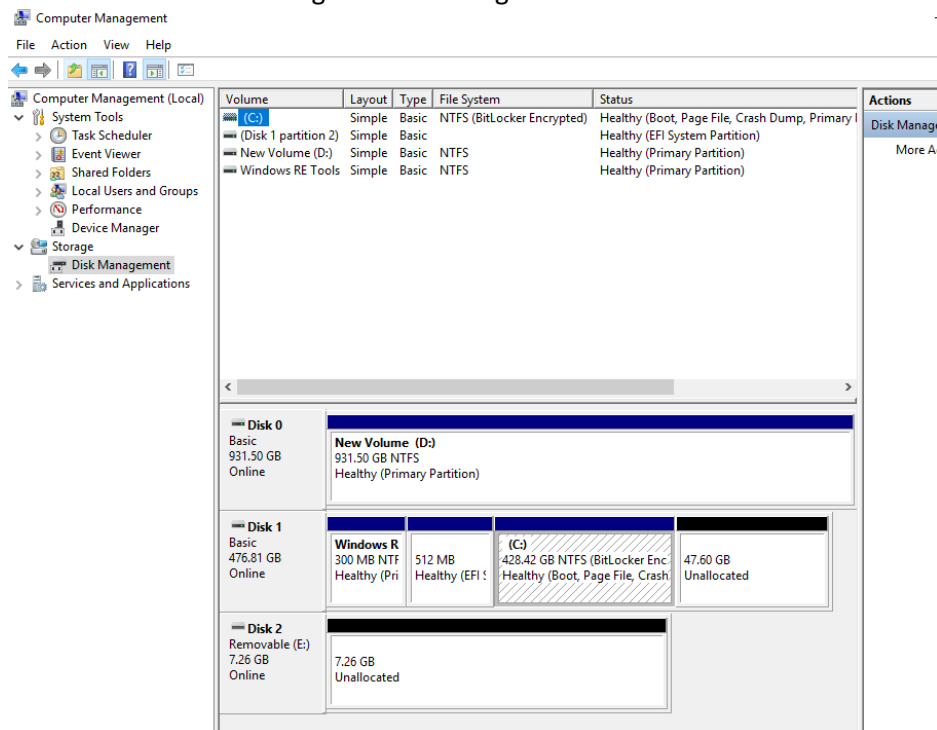 Computer Management
File Action View Help
Computer Management (Local)
System Tools
Task Scheduler
Event Viewer
Shared Folders
Local Users and Groups
Performance
Device Manager
Storage
Disk Management
Services and Applications
Volume Layout Type File System Status
(C:) Simple Basic NTFS (BitLocker Encrypted) Healthy (Boot, Page File, Crash Dump, Primary
(Disk 1 partition 2) Simple Basic Healthy (EFI System Partition)
New Volume (D:) Simple Basic NTFS Healthy (Primary Partition)
Windows RE Tools Simple Basic NTFS Healthy (Primary Partition)
Actions
Disk Manage
More A
Disk 0
Basic
931.50 GB
Online
New Volume (D:)
931.50 GB NTFS
Healthy (Primary Partition)
Disk 1
Basic
476.81 GB
Online
Windows R
300 MB NTF
Healthy (Pri
512 MB
Healthy (EFI S
(C:)
428.42 GB NTFS (BitLocker Enc
Healthy (Boot, Page File, Crash
47.60 GB
Unallocated
Disk 2
Removable (E:)
7.26 GB
Online
7.26 GB
Unallocated